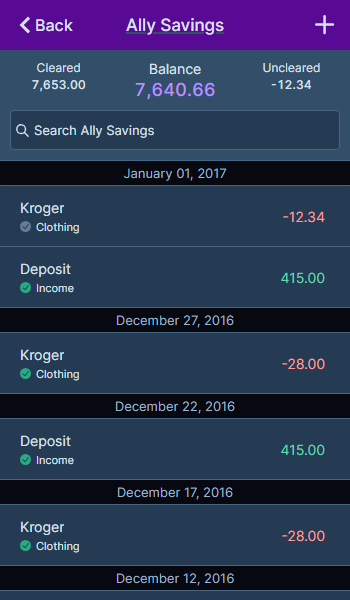 Back Ally Savings +
Cleared Balance Uncleared
7,653.00 7,640.66 -12.34
Search Ally Savings
January 01, 2017
Kroger -12.34
Clothing
Deposit 415.00
Income
December 27, 2016
Kroger -28.00
Clothing
December 22, 2016
Deposit 415.00
Income
December 17, 2016
Kroger -28.00
Clothing
December 12, 2016